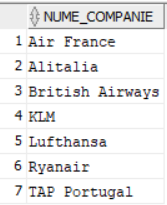 NUME_COMPANIE
1 Air France
2 Alitalia
3 British Airways
4 KLM
5 Lufthansa
6 Ryanair
7 TAP Portugal